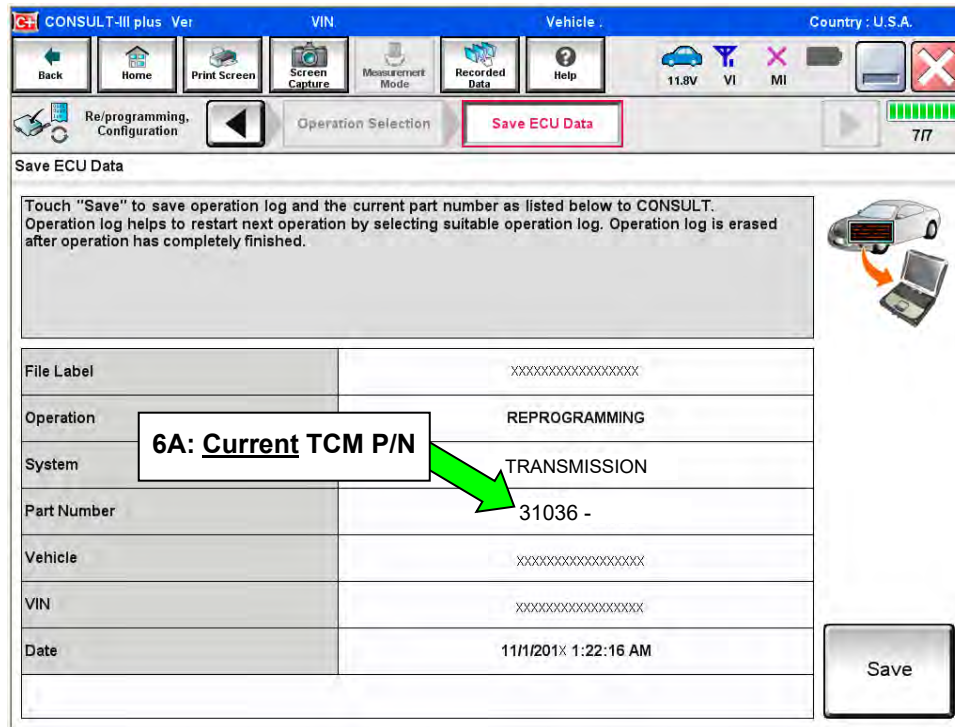 C+ CONSULT-III plus Ver VIN Vehicle : Country : U.S.A.
Back Home Print Screen Screen Capture Measurement Mode Recorded Data Help 11.8V VI MI
Re/programming, Configuration Operation Selection Save ECU Data 7/7
Save ECU Data
Touch "Save" to save operation log and the current part number as listed below to CONSULT.
Operation log helps to restart next operation by selecting suitable operation log. Operation log is erased
after operation has completely finished.
File Label XXXXXXXXXXXXXXXXX
Operation REPROGRAMMING
6A: Current TCM P/N
System TRANSMISSION
Part Number 31036 -
Vehicle XXXXXXXXXXXXXXXXX
VIN XXXXXXXXXXXXXXXXX
Date 11/1/201X 1:22:16 AM
Save